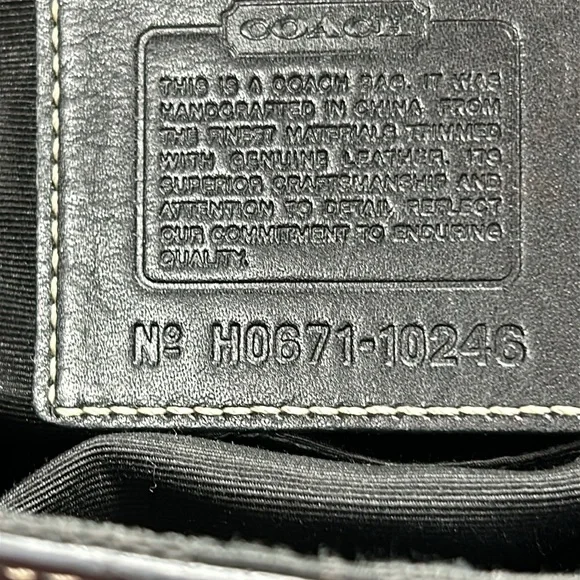 COACH
THIS IS A COACH BAG. IT WAS
HANDCRAFTED IN CHINA FROM
THE FINEST MATERIALS TRIMMED
WITH GENUINE LEATHER. ITS
SUPERIOR CRAFTSMANSHIP AND
ATTENTION TO DETAIL REFLECT
OUR COMMITMENT TO ENDURING
QUALITY.
Nº H0671-10246